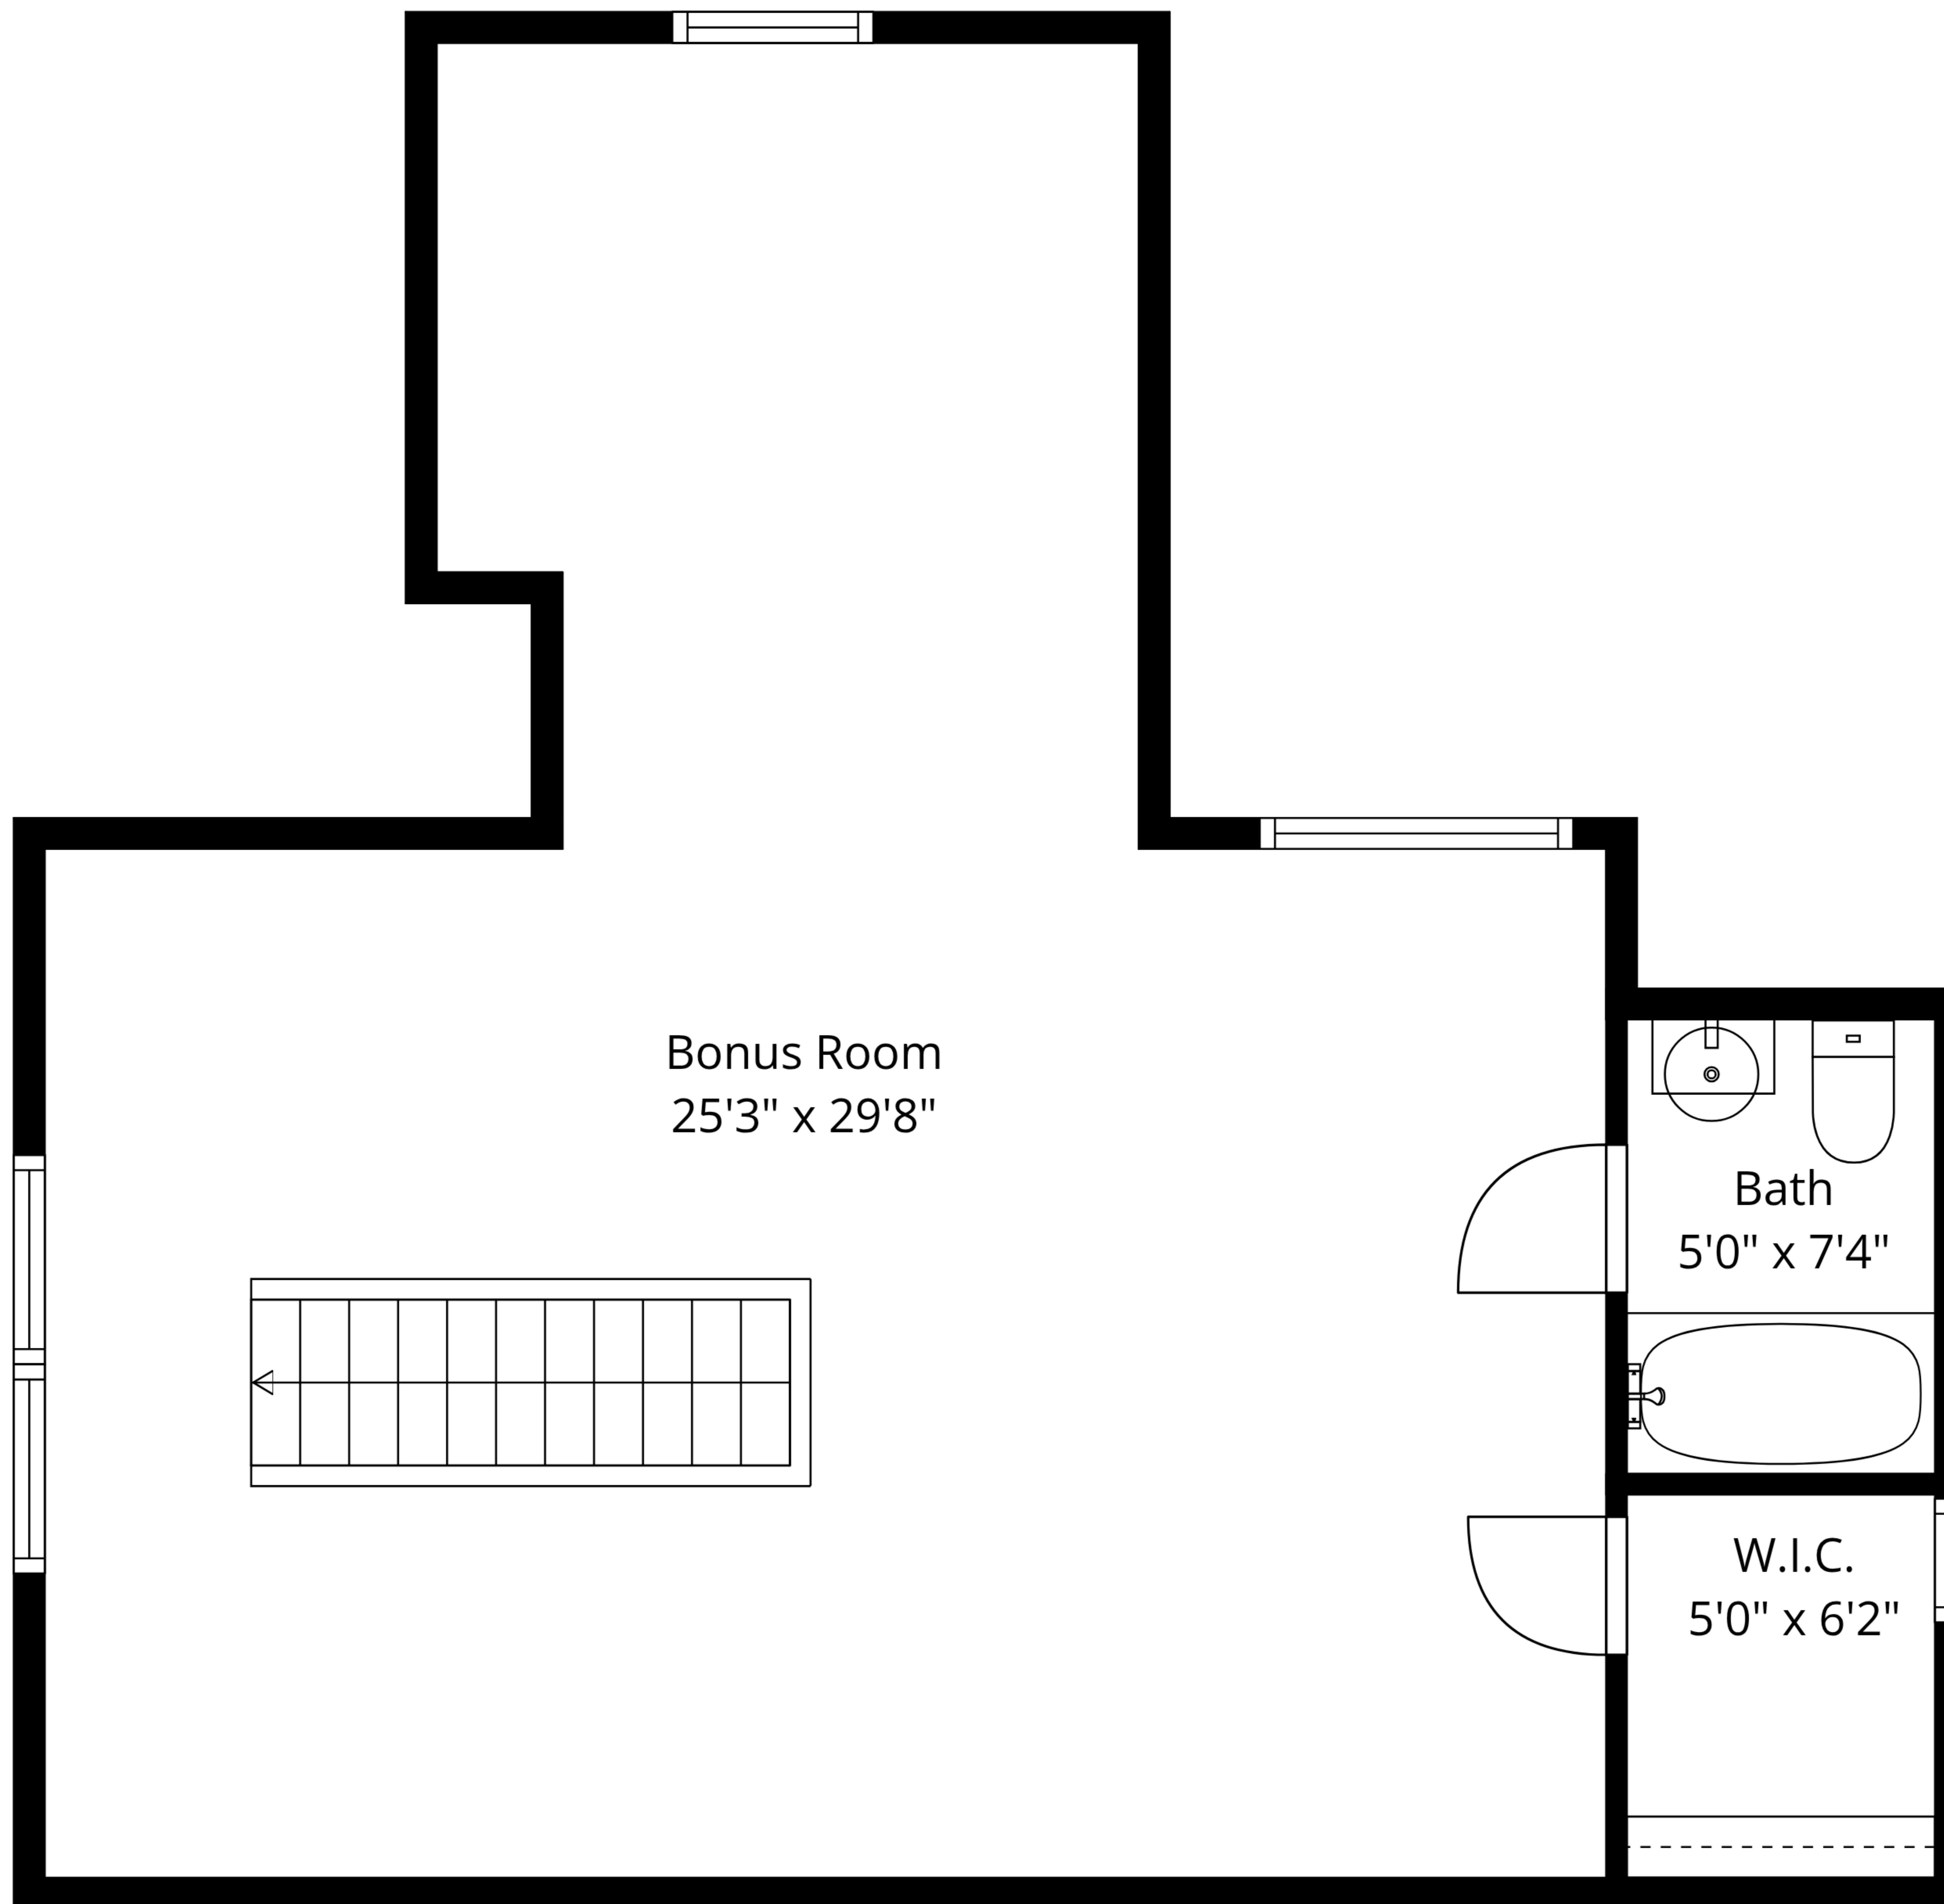 Bonus Room
25'3" x 29'8"
Bath
5'0" x 7'4"
W.I.C.
5'0" x 6'2"